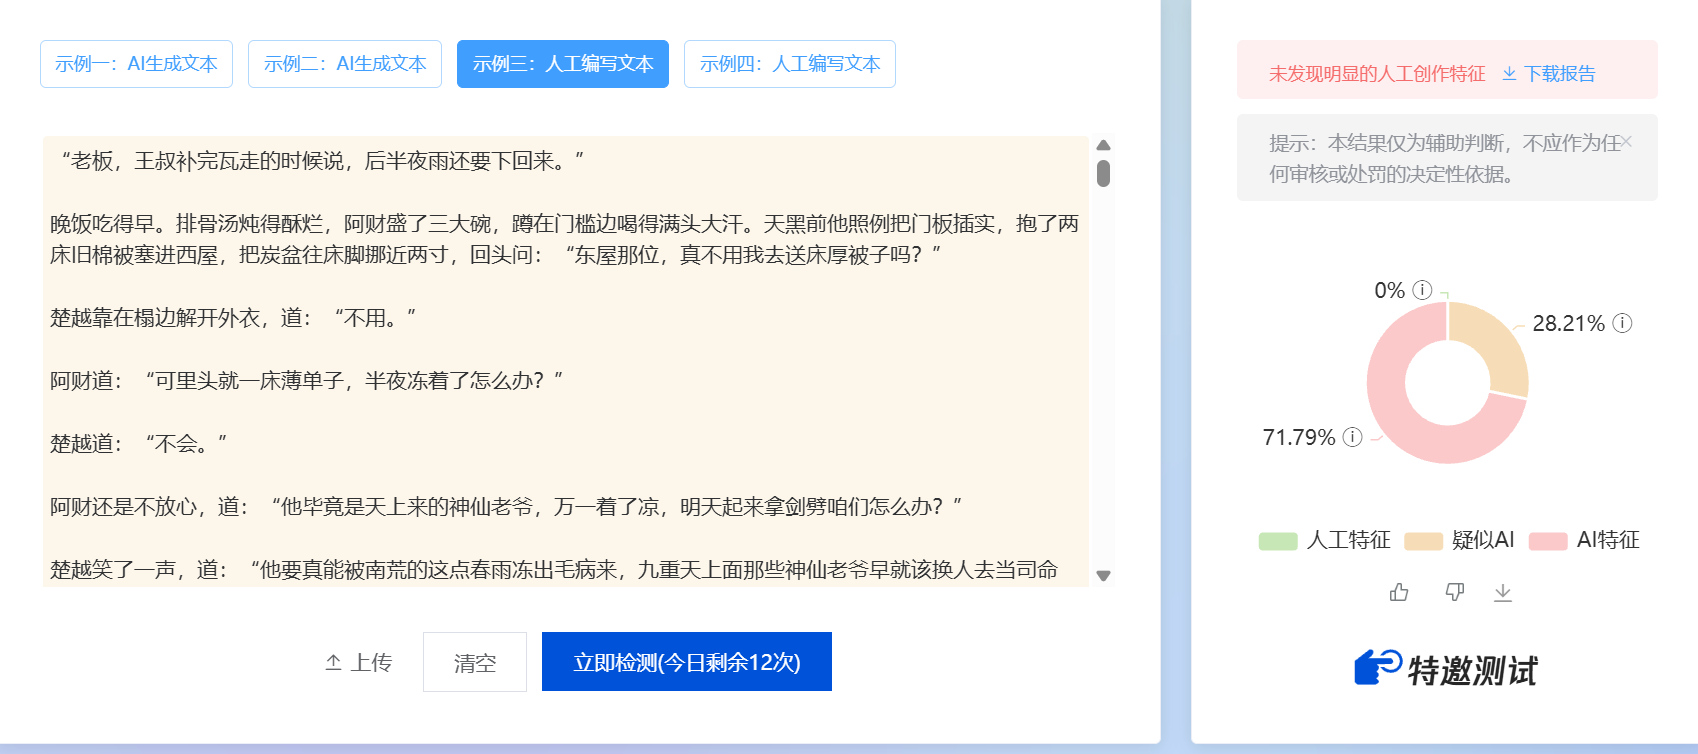 示例一：AI生成文本
示例二：AI生成文本
示例三：人工编写文本
示例四：人工编写文本
“老板，王叔补完瓦走的时候说，后半夜雨还要下回来。”
晚饭吃得早。排骨汤炖得酥烂，阿财盛了三大碗，蹲在门槛边喝得满头大汗。天黑前他照例把门板插实，抱了两
床旧棉被塞进西屋，把炭盆往床脚挪近两寸，回头问：“东屋那位，真不用我去送床厚被子吗？”
楚越靠在榻边解开外衣，道：“不用。”
阿财道：“可里头就一床薄单子，半夜冻着了怎么办？”
楚越道：“不会。”
阿财还是不放心，道：“他毕竟是天上来的神仙老爷，万一着了凉，明天起来拿剑劈咱们怎么办？”
楚越笑了一声，道：“他要真能被南荒的这点春雨冻出毛病来，九重天上面那些神仙老爷早就该换人去当司命
上传
清空
立即检测(今日剩余12次)
未发现明显的人工创作特征 下载报告
提示：本结果仅为辅助判断，不应作为任
何审核或处罚的决定性依据。
0%
28.21%
71.79%
人工特征 疑似AI AI特征
特邀测试